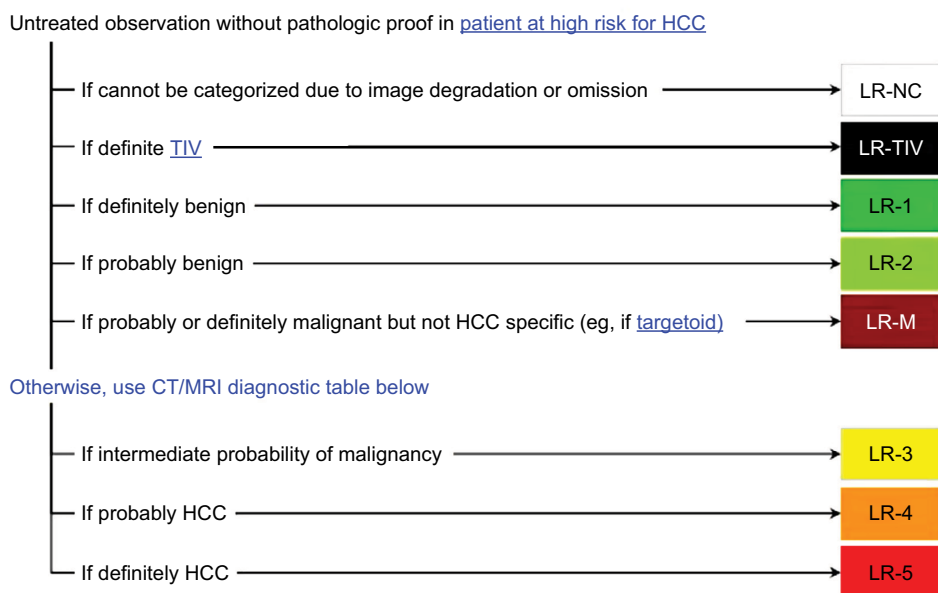 Untreated observation without pathologic proof in patient at high risk for HCC
If cannot be categorized due to image degradation or omission LR-NC
If definite TIV LR-TIV
If definitely benign LR-1
If probably benign LR-2
If probably or definitely malignant but not HCC specific (eg, if targetoid) LR-M
Otherwise, use CT/MRI diagnostic table below
If intermediate probability of malignancy LR-3
If probably HCC LR-4
If definitely HCC LR-5